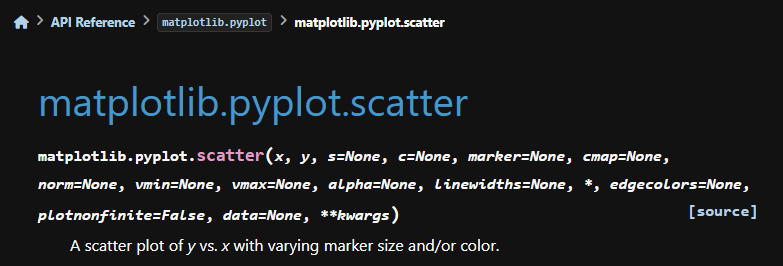 API Reference > matplotlib.pyplot > matplotlib.pyplot.scatter
matplotlib.pyplot.scatter
matplotlib.pyplot.scatter(x, y, s=None, c=None, marker=None, cmap=None,
norm=None, vmin=None, vmax=None, alpha=None, linewidths=None, *, edgecolors=None,
plotnonfinite=False, data=None, **kwargs) [source]
A scatter plot of y vs. x with varying marker size and/or color.